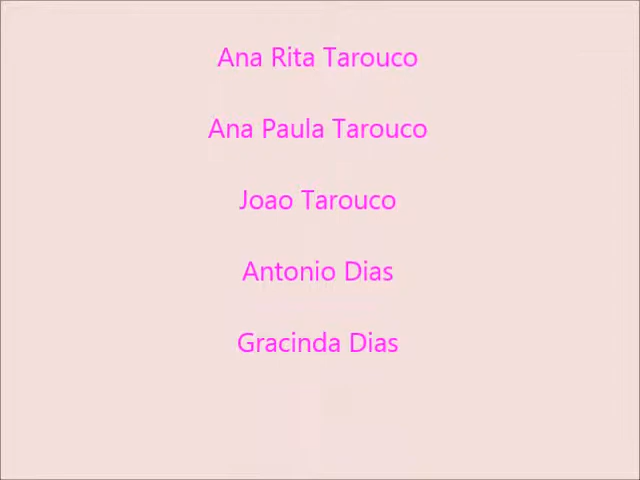 Ana Rita Tarouco
Ana Paula Tarouco
Joao Tarouco
Antonio Dias
Gracinda Dias